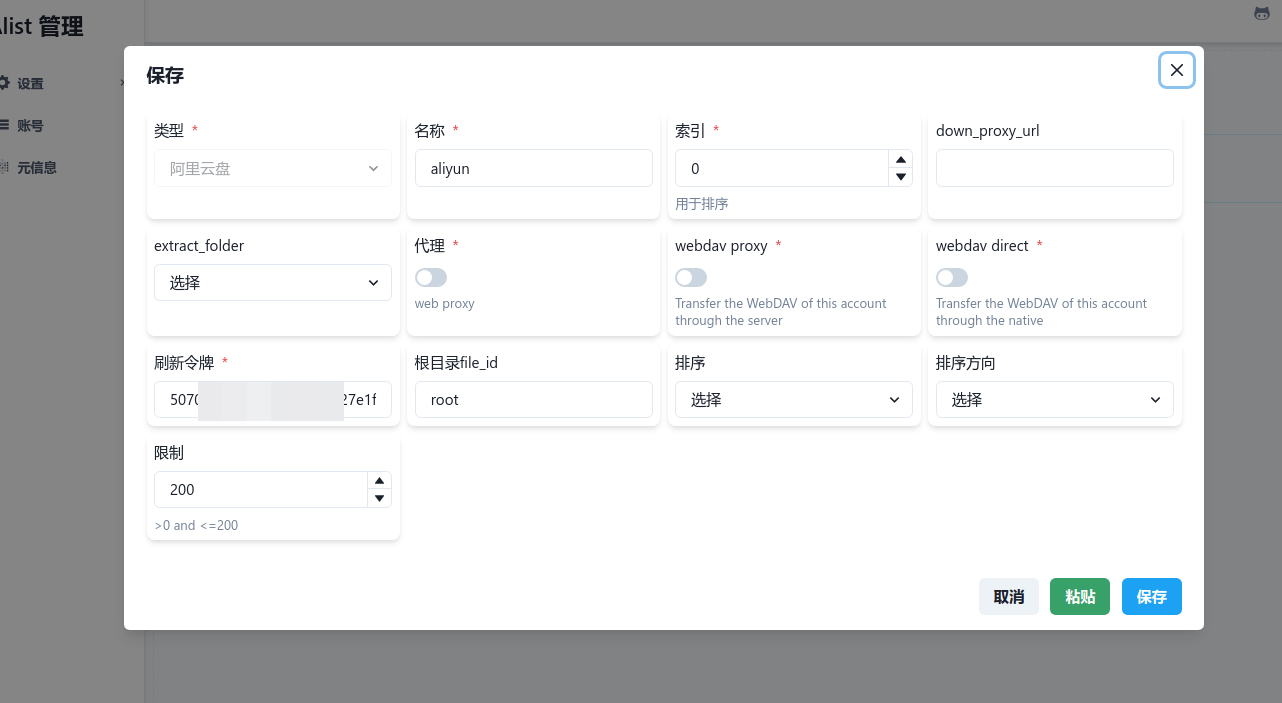 list 管理
设置
账号
元信息
保存
类型 *
阿里云盘
名称 *
aliyun
索引 *
0
用于排序
down_proxy_url
extract_folder
选择
代理 *
web proxy
webdav proxy *
Transfer the WebDAV of this account
through the server
webdav direct *
Transfer the WebDAV of this account
through the native
刷新令牌 *
507 27e1f
根目录file_id
root
排序
选择
排序方向
选择
限制
200
>0 and <=200
取消
粘贴
保存